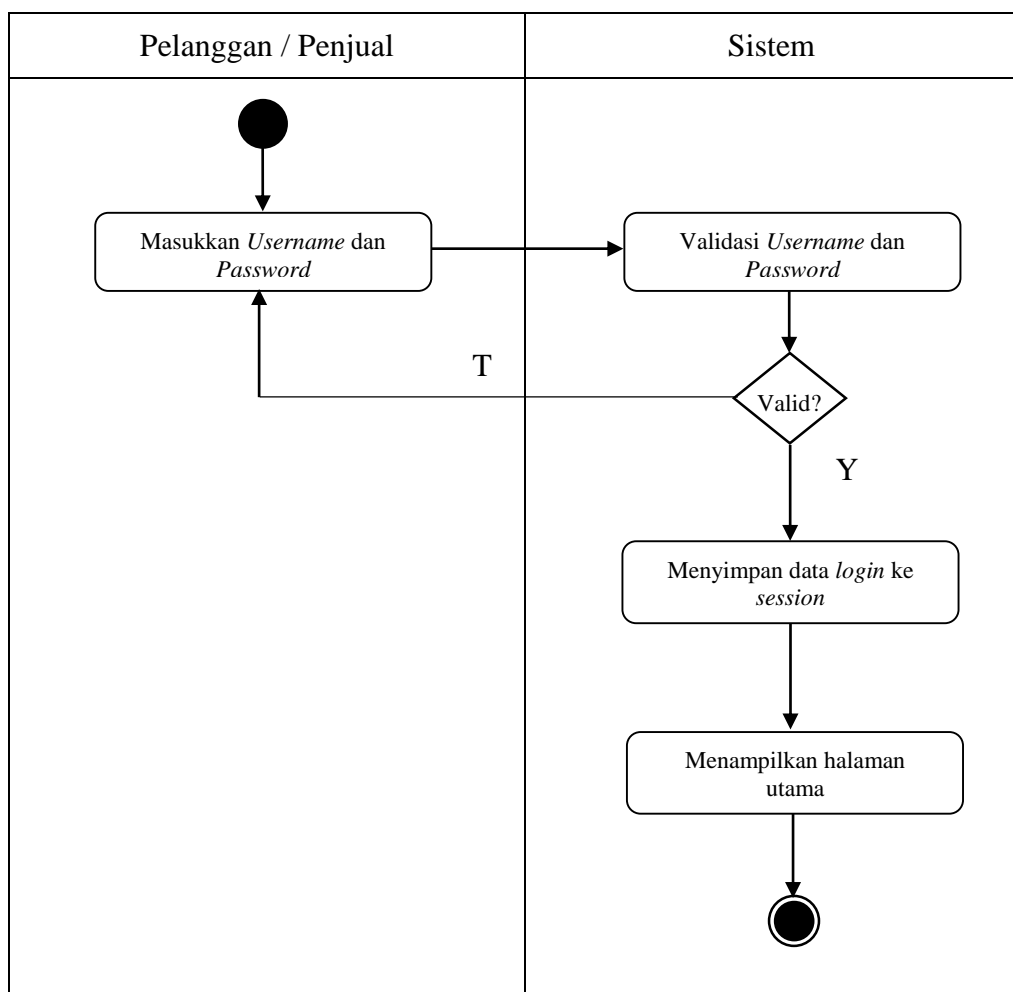 Pelanggan / Penjual
Sistem
Masukkan Username dan
Password
Validasi Username dan
Password
T
Valid?
Y
Menyimpan data login ke
session
Menampilkan halaman
utama